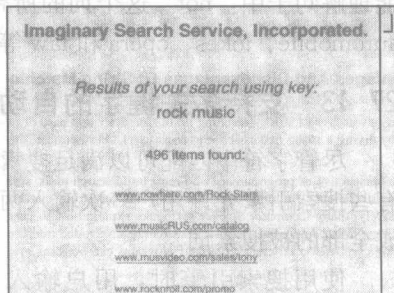 Imaginary Search Service, Incorporated.
Results of your search using key:
rock music
496 items found:
www.nowhere.com/Rock-Stars
www.musicRUS.com/catalog
www.musvideo.com/sales/tony
www.rocknroll.com/promo